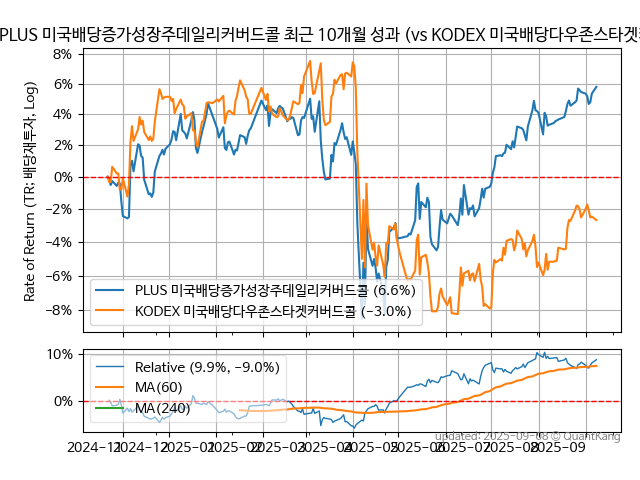 PLUS 미국배당증가성장주데일리커버드콜 최근 10개월 성과 (vs KODEX 미국배당다우존스타겟
Rate of Return (TR: 배당재투자, Log)
8%
6%
4%
2%
0%
-2%
-4%
-6%
-8%
PLUS 미국배당증가성장주데일리커버드콜 (6.6%)
KODEX 미국배당다우존스타겟커버드콜 (-3.0%)
10%
0%
Relative (9.9%, -9.0%)
MA(60)
MA(240)
2024-11 2024-12 2025-01 2025-02 2025-03 2025-04 2025-05 2025-06 2025-07 2025-08 2025-09
updated: 2025-09-08 © QuantKang